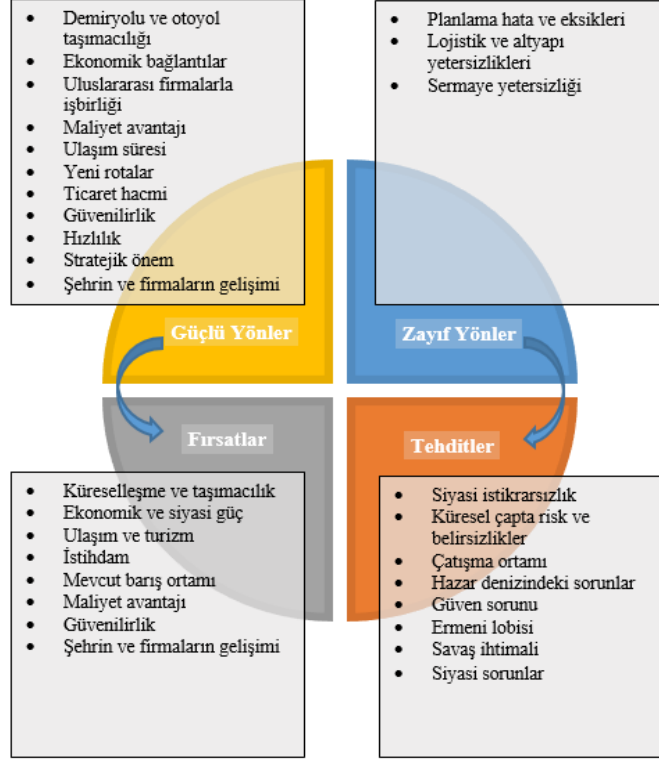 Demiryolu ve otoyol
taşımacılığı
Ekonomik bağlantılar
Uluslararası firmalarla
işbirliği
Maliyet avantajı
Ulaşım süresi
Yeni rotalar
Ticaret hacmi
Güvenilirlik
Hızlılık
Stratejik önem
Şehrin ve firmaların gelişimi
Planlama hata ve eksikleri
Lojistik ve altyapı
yetersizlikleri
Sermaye yetersizliği
Güçlü Yönler
Zayıf Yönler
Fırsatlar
Tehditler
Küreselleşme ve taşımacılık
Ekonomik ve siyasi güç
Ulaşım ve turizm
İstihdam
Mevcut barış ortamı
Maliyet avantajı
Güvenilirlik
Şehrin ve firmaların gelişimi
Siyasi istikrarsızlık
Küresel çapta risk ve
belirsizlikler
Çatışma ortamı
Hazar denizindeki sorunlar
Güven sorunu
Ermeni lobisi
Savaş ihtimali
Siyasi sorunlar